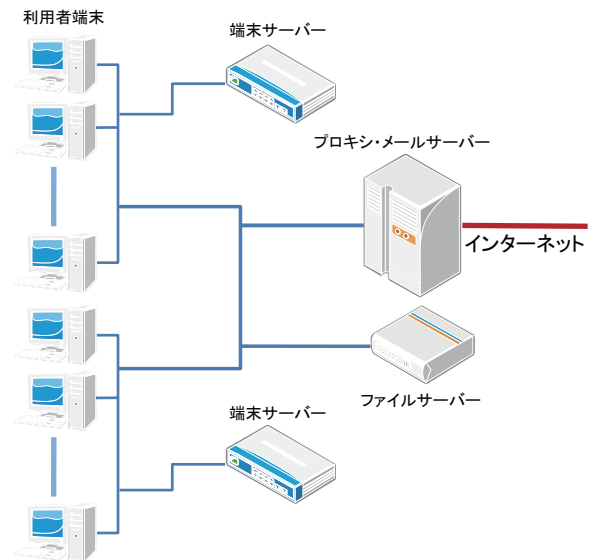 利用者端末
端末サーバー
プロキシ・メールサーバー
インターネット
ファイルサーバー
端末サーバー